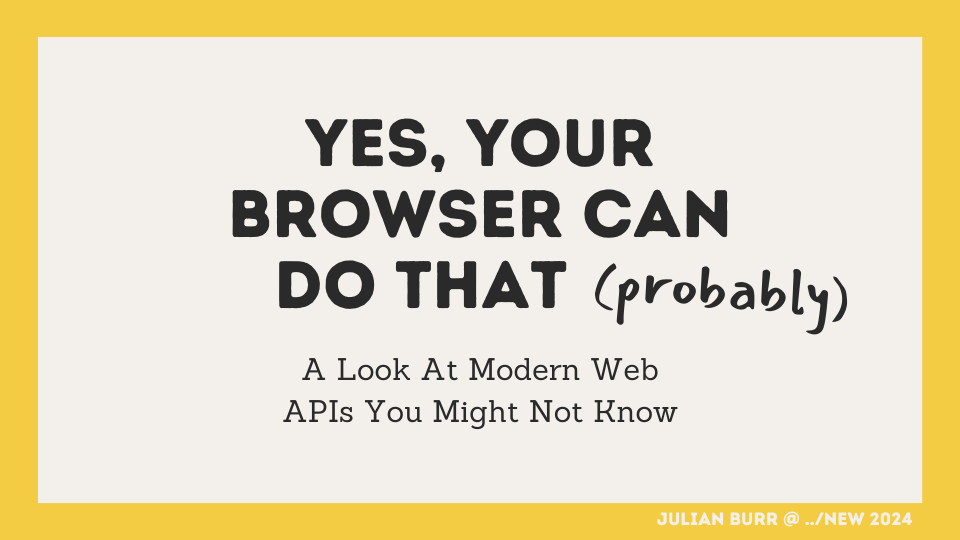 YES, YOUR
BROWSER CAN
DO THAT (probably)
A Look At Modern Web
APIs You Might Not Know
JULIAN BURR @ ../NEW 2024